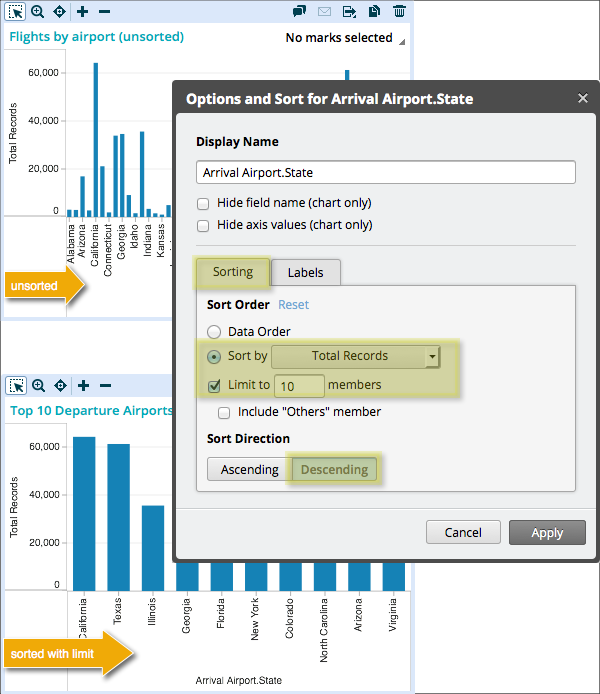 Flights by airport (unsorted)
No marks selected
60,000
40,000
20,000
0
Total Records
Alabama
Arizona
California
Connecticut
Georgia
Idaho
Indiana
Kansas
unsorted
Options and Sort for Arrival Airport.State
Display Name
Arrival Airport.State
Hide field name (chart only)
Hide axis values (chart only)
Sorting
Labels
Sort Order Reset
Data Order
Sort by Total Records
Limit to 10 members
Include "Others" member
Sort Direction
Ascending
Descending
Cancel
Apply
Top 10 Departure Airports
60,000
40,000
20,000
0
Total Records
California
Texas
Illinois
Georgia
Florida
New York
Colorado
North Carolina
Arizona
Virginia
sorted with limit
Arrival Airport.State